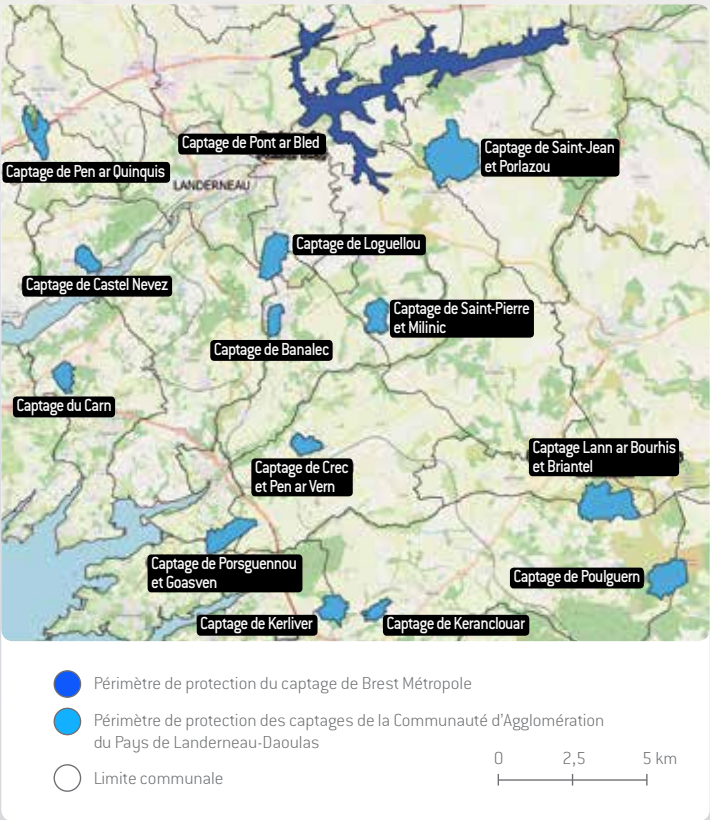 Captage de Pont ar Bled
Captage de Saint-Jean
et Porlazou
Captage de Pen ar Quinquis
LANDERNEAU
Captage de Loguellou
Captage de Castel Nevez
Captage de Saint-Pierre
et Milinic
Captage de Banalec
Captage du Carn
Captage Lann ar Bourhis
et Briantel
Captage de Crec
et Pen ar Vern
Captage de Porsguennou
et Goasven
Captage de Poulguern
Captage de Kerliver
Captage de Keranclouar
Périmètre de protection du captage de Brest Métropole
Périmètre de protection des captages de la Communauté d'Agglomération
du Pays de Landerneau-Daoulas
Limite communale
0 2,5 5 km